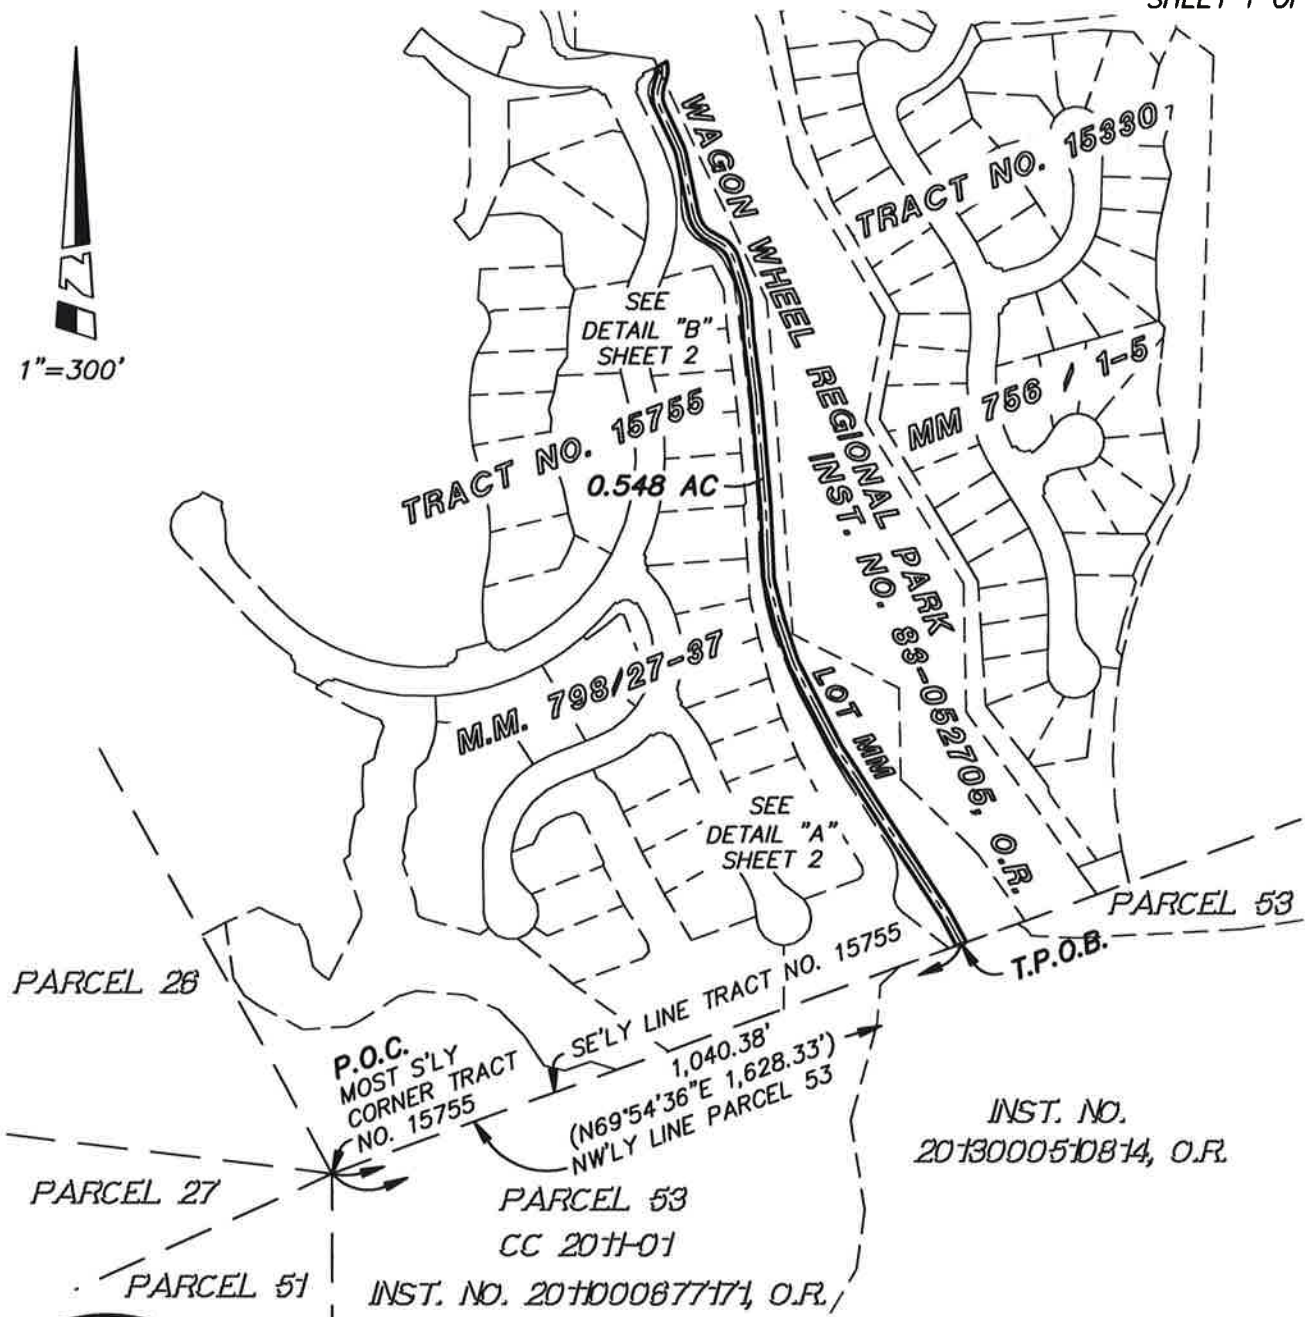 SHEET 1 OF
N
1"=300'
WAGON WHEEL REGIONAL PARK
INST. NO. 83-052705, O.R.
TRACT NO. 15330
MM 756 / 1-5
SEE
DETAIL "B"
SHEET 2
TRACT NO. 15755
0.548 AC
M.M. 798/27-37
LOT MM
SEE
DETAIL "A"
SHEET 2
PARCEL 53
T.P.O.B.
PARCEL 26
SE'LY LINE TRACT NO. 15755
P.O.C.
MOST S'LY
CORNER TRACT
NO. 15755
1,040.38'
(N69°54'36"E 1,628.33')
NW'LY LINE PARCEL 53
INST. NO.
2013000510814, O.R.
PARCEL 27
PARCEL 53
CC 2011-01
INST. NO. 2011000677171, O.R.
PARCEL 51